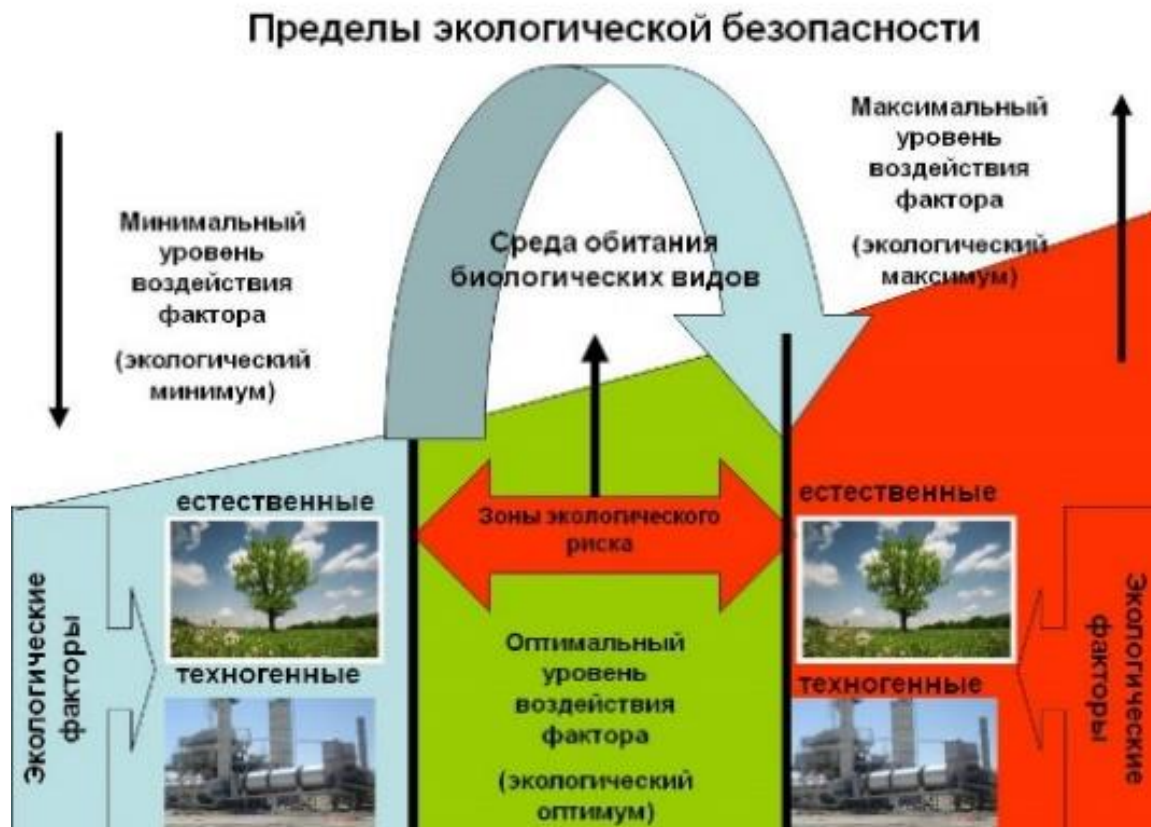 Пределы экологической безопасности
Минимальный
уровень
воздействия
фактора
(экологический
минимум)
Среда обитания
биологических видов
Максимальный
уровень
воздействия
фактора
(экологический
максимум)
Экологические
факторы
естественные
техногенные
Зоны экологического
риска
Оптимальный
уровень
воздействия
фактора
(экологический
оптимум)
естественные
техногенные
Экологические
факторы